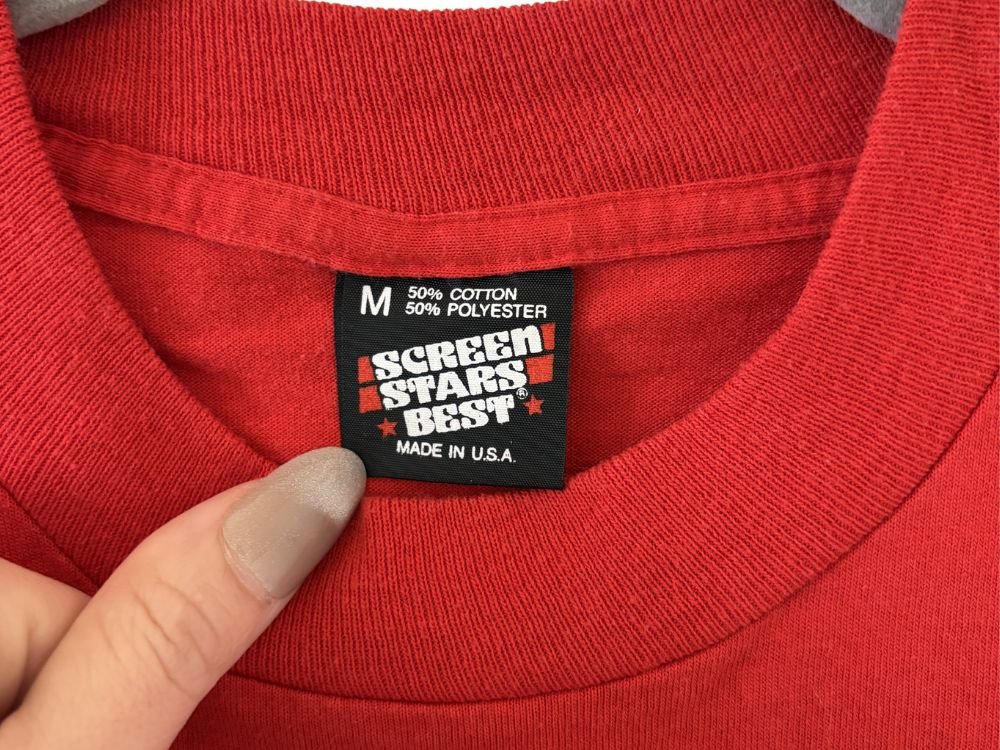 M 50% COTTON
50% POLYESTER
SCREEN
STARS
BEST®
MADE IN U.S.A.